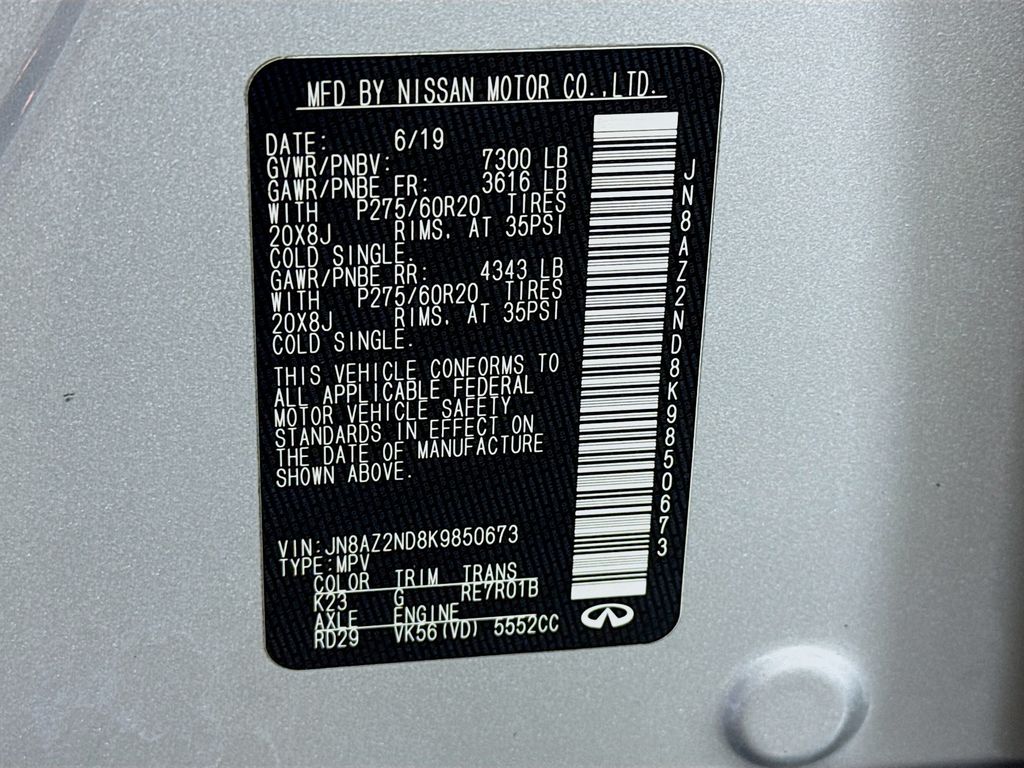 MFD BY NISSAN MOTOR CO.,LTD.
DATE: 6/19
GVWR/PNBV: 7300 LB
GAWR/PNBE FR: 3616 LB
WITH P275/60R20 TIRES
20X8J RIMS. AT 35PSI
COLD SINGLE.
GAWR/PNBE RR: 4343 LB
WITH P275/60R20 TIRES
20X8J RIMS. AT 35PSI
COLD SINGLE.
THIS VEHICLE CONFORMS TO
ALL APPLICABLE FEDERAL
MOTOR VEHICLE SAFETY
STANDARDS IN EFFECT ON
THE DATE OF MANUFACTURE
SHOWN ABOVE.
VIN:JN8AZ2ND8K9850673
TYPE:MPV
COLOR TRIM TRANS
K23 G RE7R01B
AXLE ENGINE
RD29 VK56(VD) 5552CC
JN8AZ2ND8K9850673